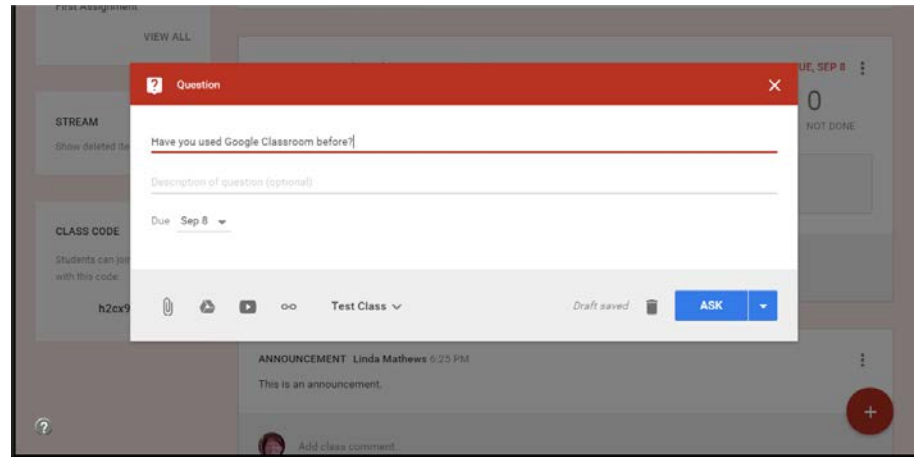 First Assignment
VIEW ALL
UE, SEP 8
? Question
0
NOT DONE
STREAM
Show deleted ite
Have you used Google Classroom before?
Description of question (optional)
Due Sep 8
CLASS CODE
Students can joi
with this code:
h2cx9
Test Class
Draft saved
ASK
ANNOUNCEMENT Linda Mathews 6:25 PM
This is an announcement.
+
?
Add class comment...